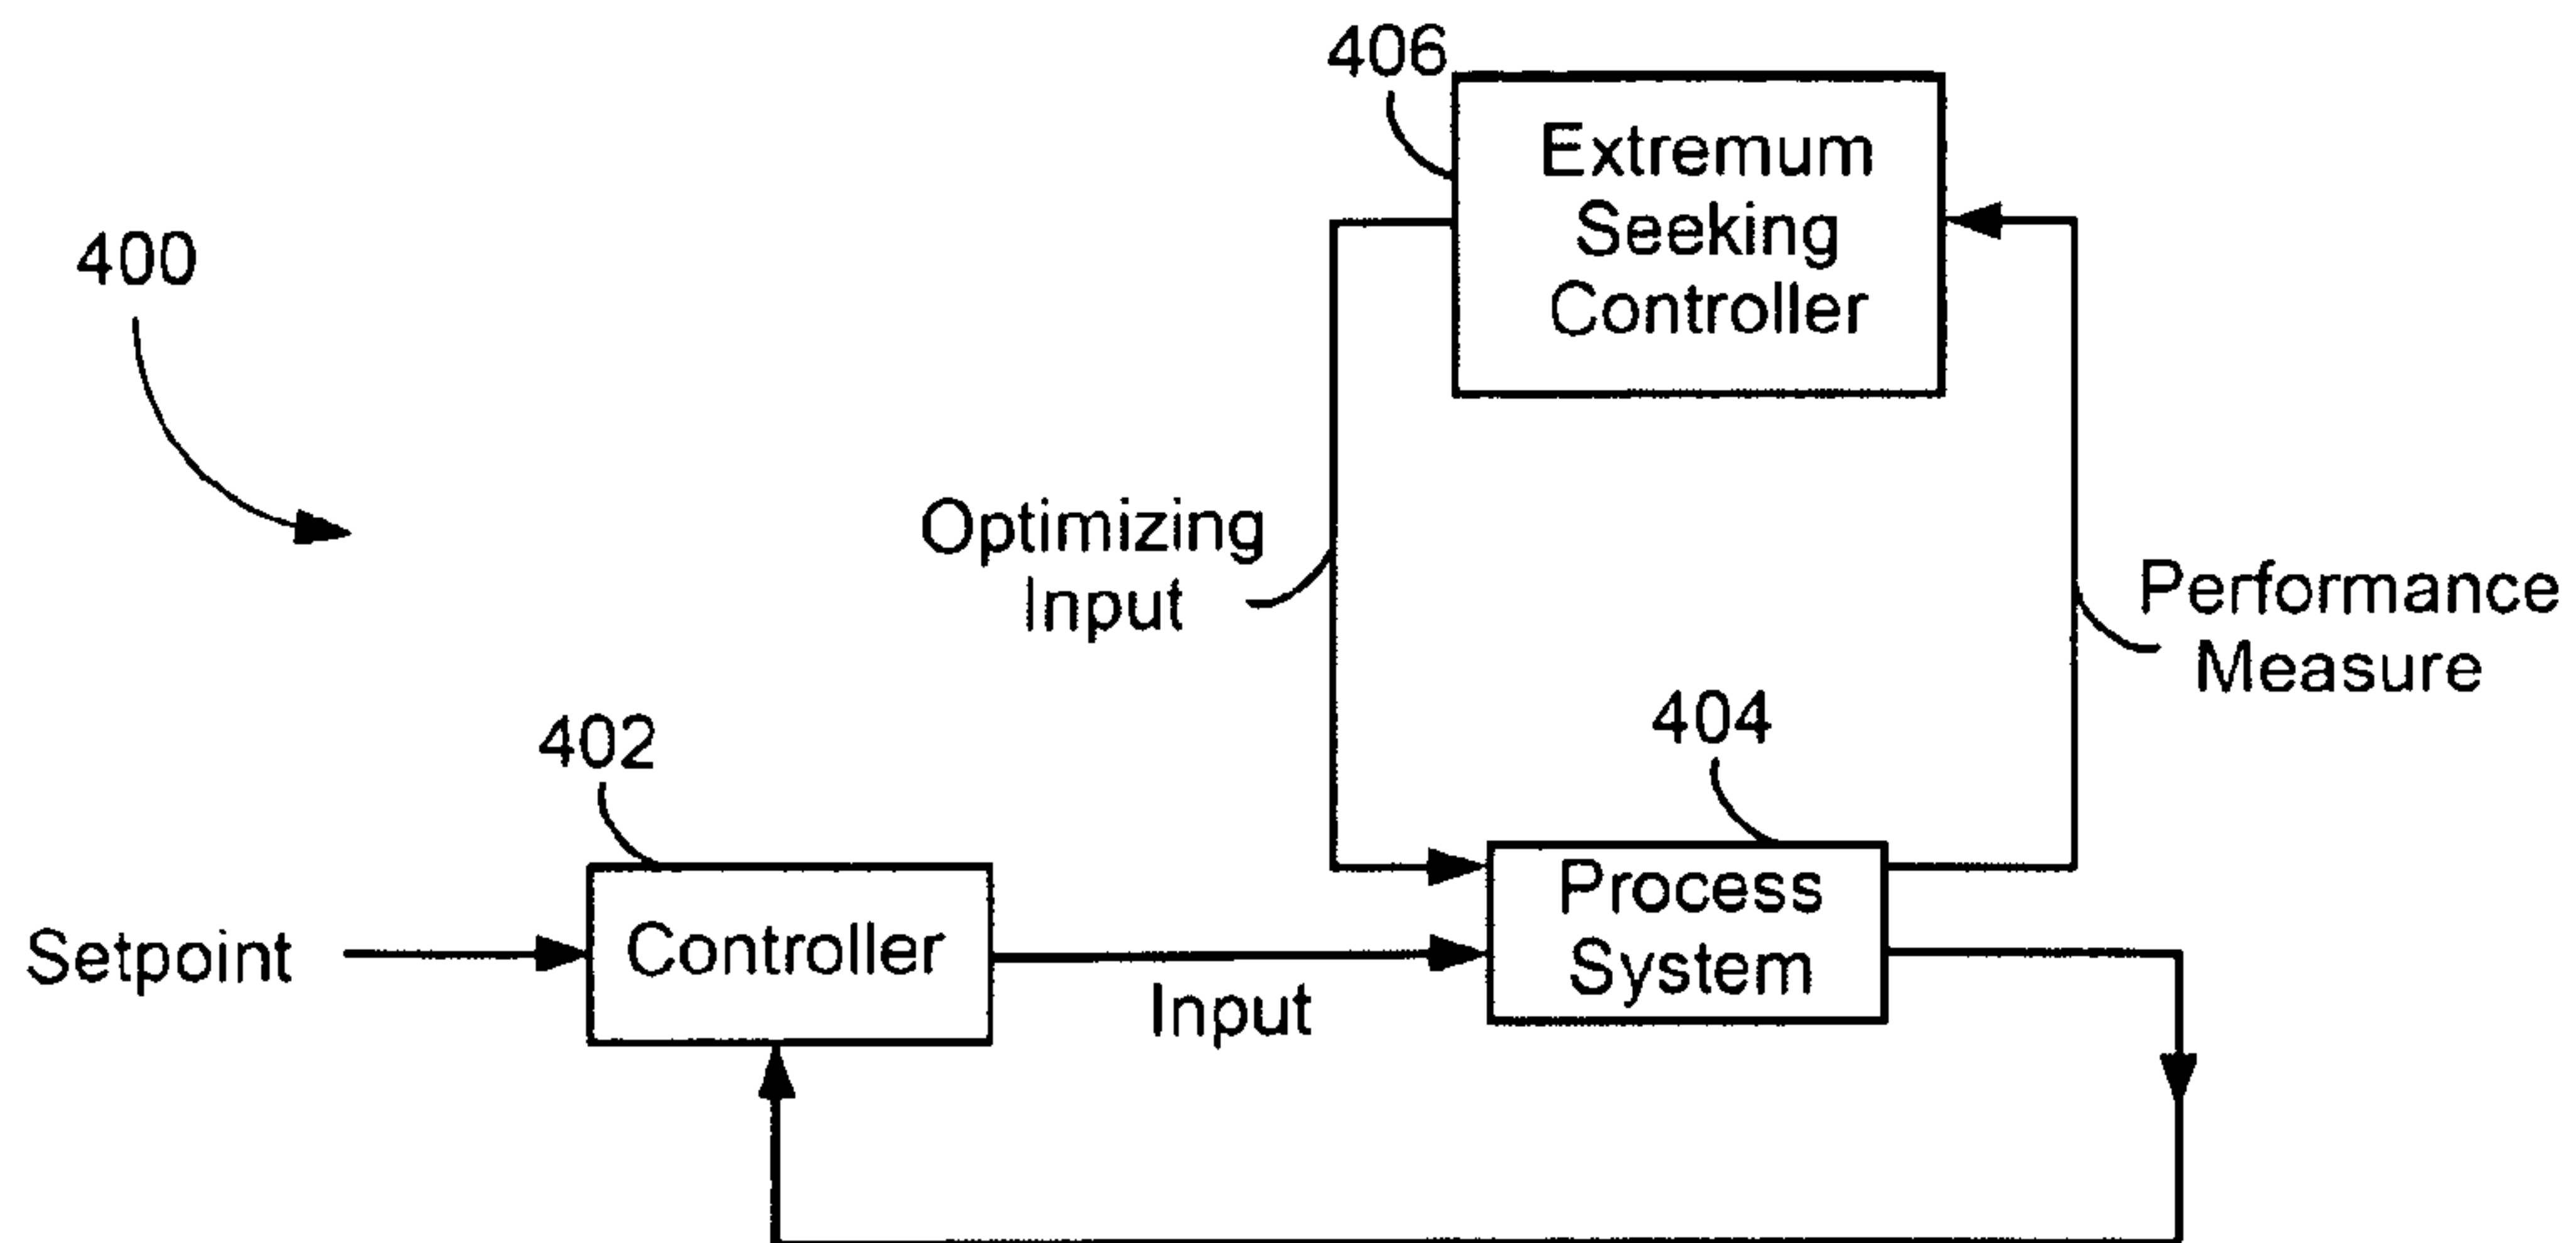 406
Extremum
Seeking
Controller
400
Optimizing
Input
Performance
Measure
404
402
Process
System
Setpoint
Controller
Input